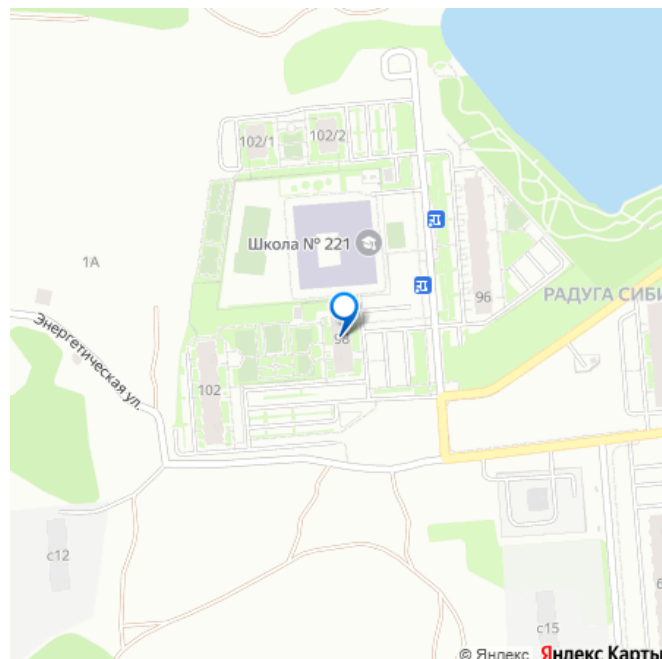 102/1
102/2
Школа № 221
1А
96
РАДУГА СИБИ
98
Энергетическая ул.
102
с12
с15
6
© Яндекс Яндекс Карты